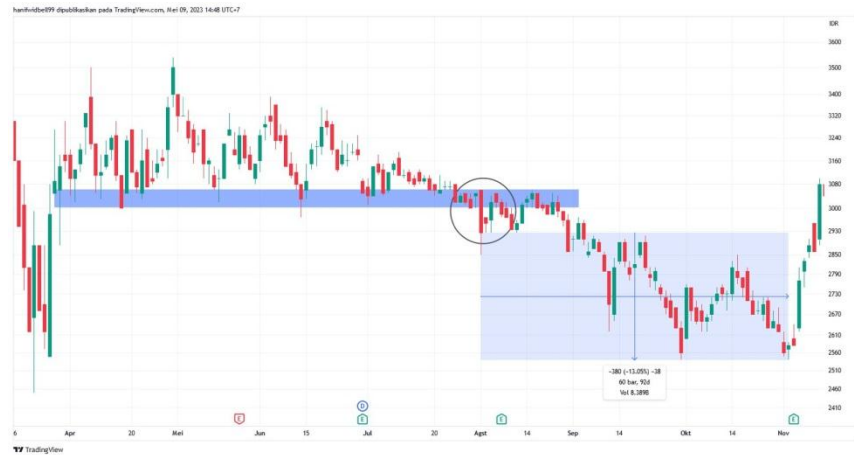 hanifwidbell99 dipublikasikan pada TradingView.com, Mei 09, 2023 14:48 UTC+7
IDR
3600
3500
3400
3320
3240
3160
3080
3000
2930
2850
2790
2730
2670
2610
2560
2510
2460
2410
-380 (-13.05%) -38
60 bar, 92d
Vol 8.389B
D
E E E E
6 Apr 20 Mei Jun 15 Jul 20 Agst 14 Sep 14 Okt 14 Nov
TradingView